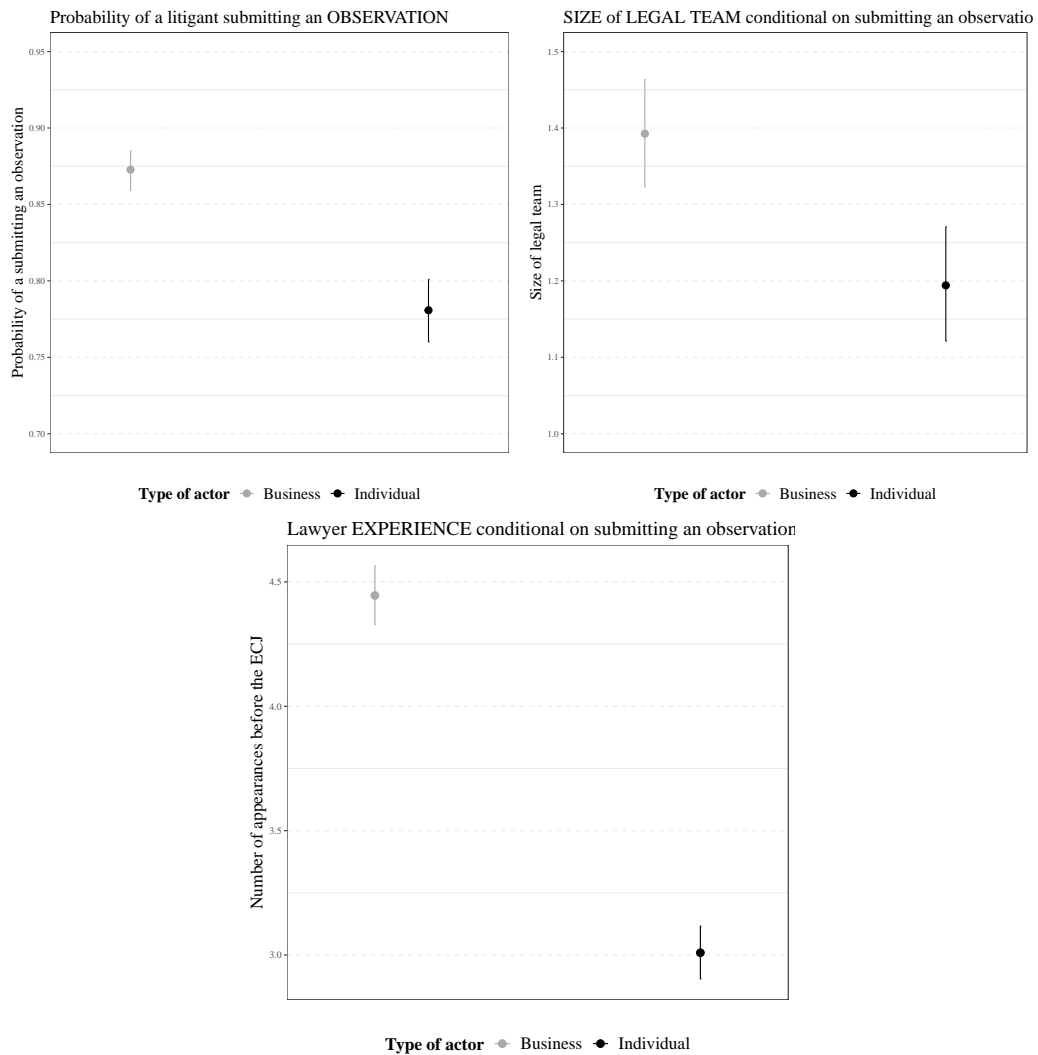 Probability of a litigant submitting an OBSERVATION
Probability of a submitting an observation
0.95
0.90
0.85
0.80
0.75
0.70
Type of actor Business Individual
SIZE of LEGAL TEAM conditional on submitting an observatio
Size of legal team
1.5
1.4
1.3
1.2
1.1
1.0
Type of actor Business Individual
Lawyer EXPERIENCE conditional on submitting an observation
Number of appearances before the ECJ
4.5
4.0
3.5
3.0
Type of actor Business Individual